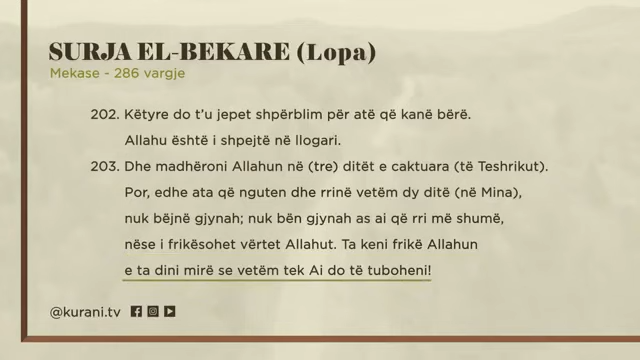 SURJA EL-BEKARE (Lopa)
Mekase - 286 vargje
202. Këtyre do t'u jepet shpërblim për atë që kanë bërë.
Allahu është i shpejtë në llogari.
203. Dhe madhëroni Allahun në (tre) ditët e caktuara (të Teshrikut).
Por, edhe ata që nguten dhe rrinë vetëm dy ditë (në Mina),
nuk bëjnë gjynah; nuk bën gjynah as ai që rri më shumë,
nëse i frikësohet vërtet Allahut. Ta keni frikë Allahun
e ta dini mirë se vetëm tek Ai do të tuboheni!
@kurani.tv